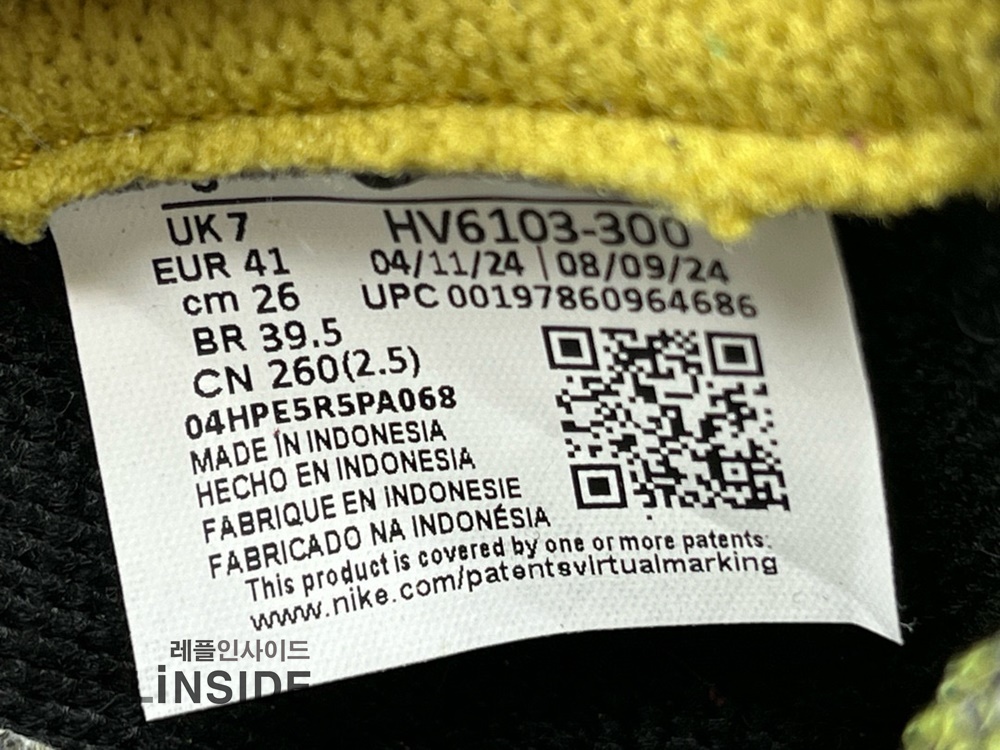 UK 7
EUR 41
cm 26
BR 39.5
CN 260(2.5)
HV6103-300
04/11/24 | 08/09/24
UPC 00197860964686
04HPE5R5PA068
MADE IN INDONESIA
HECHO EN INDONESIA
FABRIQUE EN INDONESIE
FABRICADO NA INDONÉSIA
This product is covered by one or more patents:
www.nike.com/patentsvirtualmarking
레플인사이드
iNSIDE